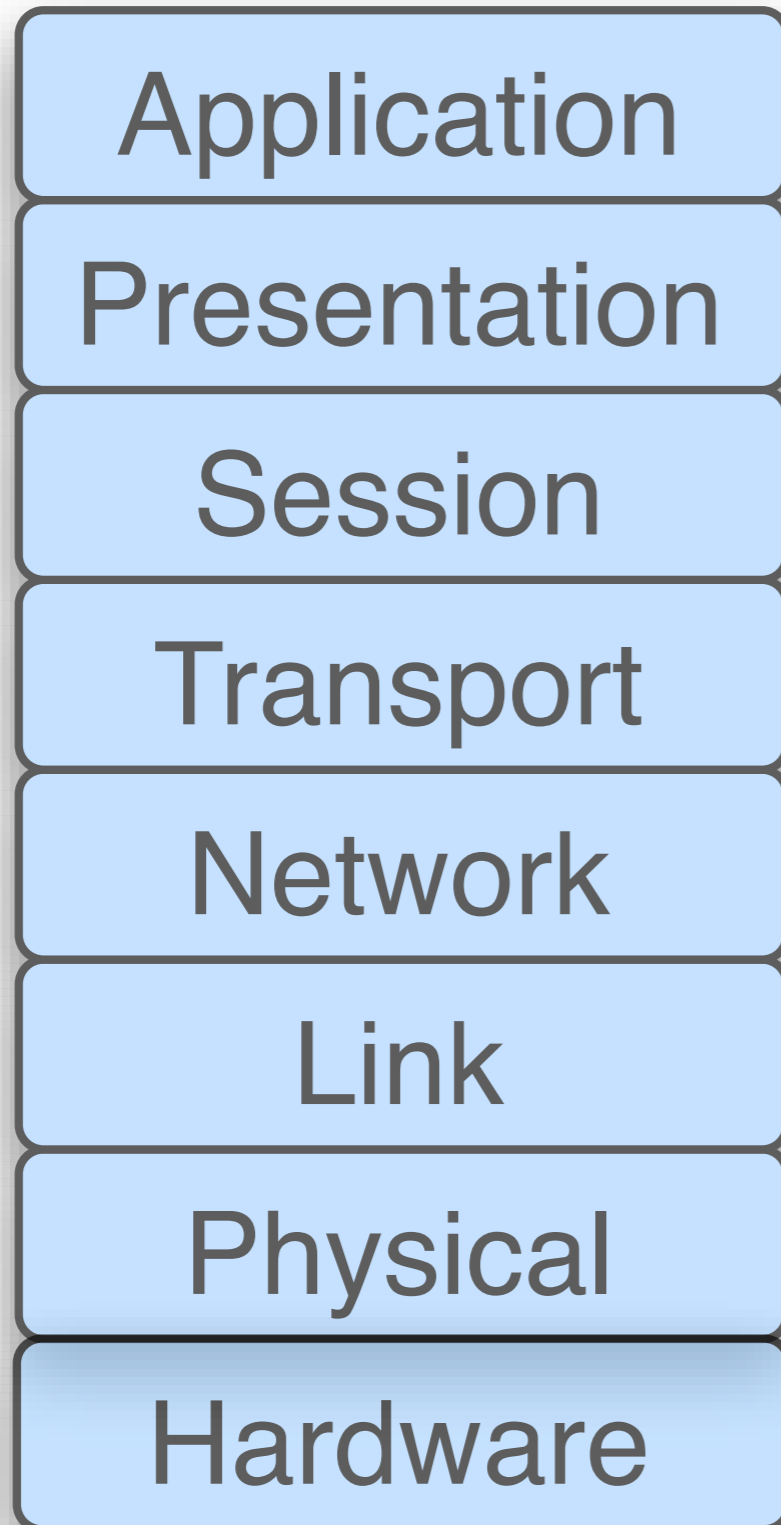 Application
Presentation
Session
Transport
Network
Link
Physical
Hardware